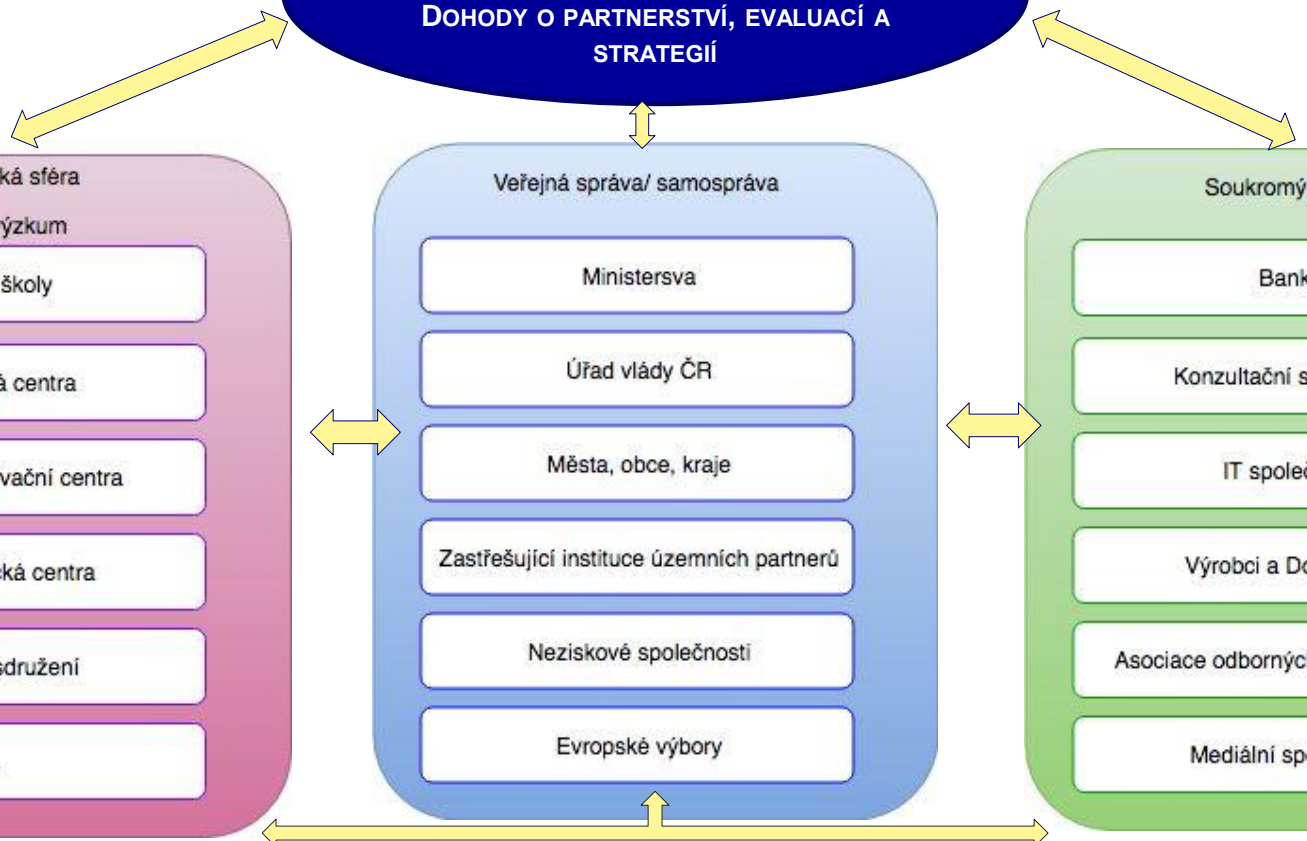 DOHODY O PARTNERSTVÍ, EVALUACÍ A
STRATEGIÍ
ká sféra
ýzkum
školy
á centra
vační centra
ká centra
sdružení
Veřejná správa/ samospráva
Ministersva
Úřad vlády ČR
Města, obce, kraje
Zastřešující instituce územních partnerů
Neziskové společnosti
Evropské výbory
Soukromý
Bank
Konzultační s
IT spole
Výrobci a Do
Asociace odbornýc
Mediální sp